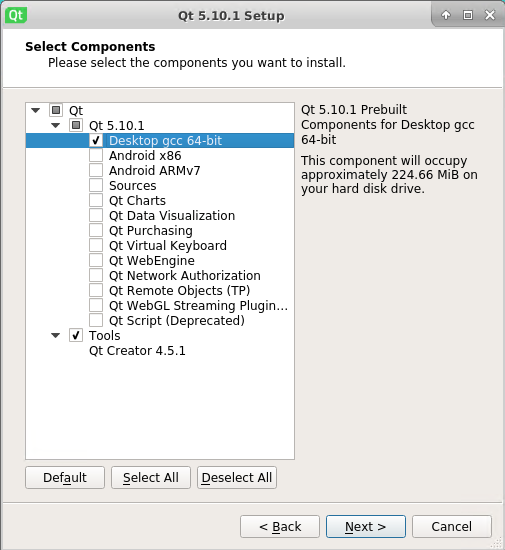 Qt
Qt 5.10.1 Setup
Select Components
Please select the components you want to install.
Qt
Qt 5.10.1
Desktop gcc 64-bit
Android x86
Android ARMv7
Sources
Qt Charts
Qt Data Visualization
Qt Purchasing
Qt Virtual Keyboard
Qt WebEngine
Qt Network Authorization
Qt Remote Objects (TP)
Qt WebGL Streaming Plugin...
Qt Script (Deprecated)
Tools
Qt Creator 4.5.1
Qt 5.10.1 Prebuilt
Components for Desktop gcc
64-bit
This component will occupy
approximately 224.66 MiB on
your hard disk drive.
Default
Select All
Deselect All
< Back
Next >
Cancel